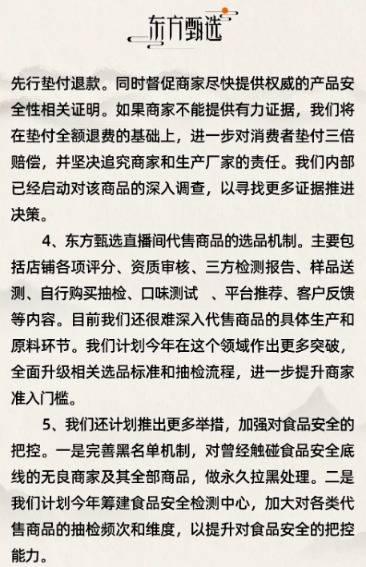 东方甄选
先行垫付退款。同时督促商家尽快提供权威的产品安
全性相关证明。如果商家不能提供有力证据，我们将
在垫付全额退费的基础上，进一步对消费者垫付三倍
赔偿，并坚决追究商家和生产厂家的责任。我们内部
已经启动对该商品的深入调查，以寻找更多证据推进
决策。
4、东方甄选直播间代售商品的选品机制。主要包
括店铺各项评分、资质审核、三方检测报告、样品送
测、自行购买抽检、口味测试 、平台推荐、客户反馈
等内容。目前我们还很难深入代售商品的具体生产和
原料环节。我们计划今年在这个领域作出更多突破，
全面升级相关选品标准和抽检流程，进一步提升商家
准入门槛。
5、我们还计划推出更多举措，加强对食品安全的
把控。一是完善黑名单机制，对曾经触碰食品安全底
线的无良商家及其全部商品，做永久拉黑处理。二是
我们计划今年筹建食品安全检测中心，加大对各类代
售商品的抽检频次和维度，以提升对食品安全的把控
能力。